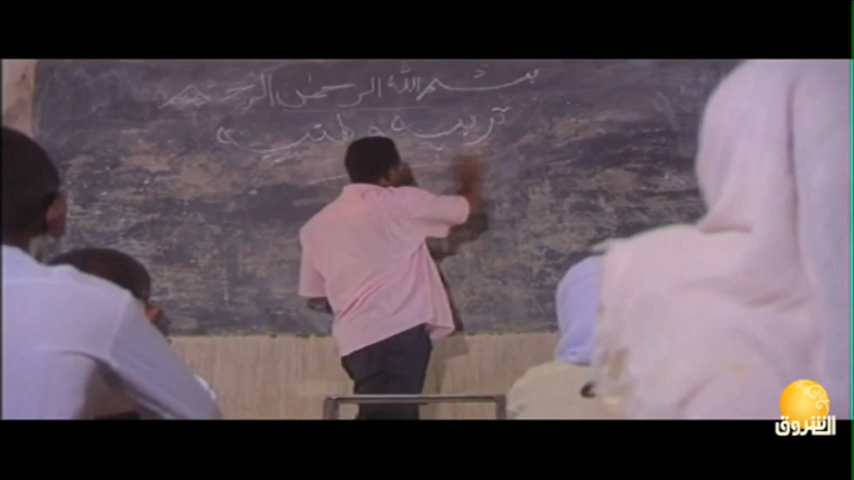 بسم الله الرحمن الرحيم
تربية وطنية
الشروق